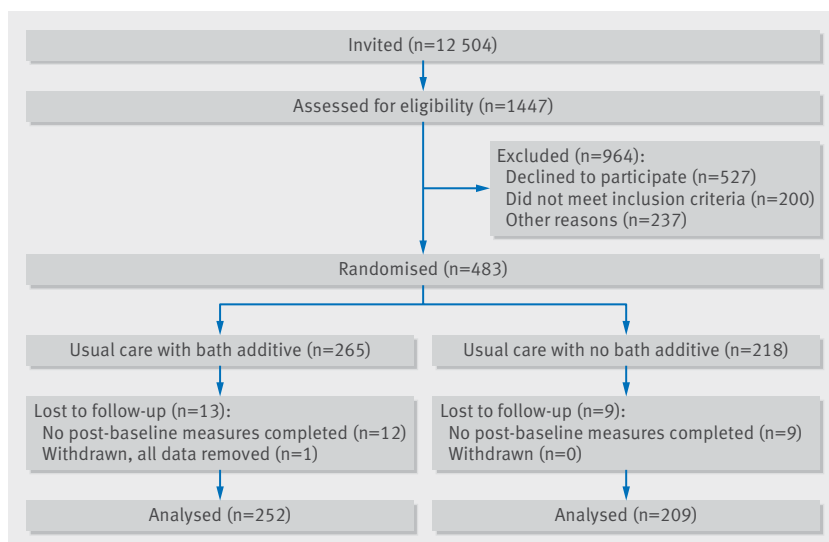 Invited (n=12 504)
Assessed for eligibility (n=1447)
Excluded (n=964):
Declined to participate (n=527)
Did not meet inclusion criteria (n=200)
Other reasons (n=237)
Randomised (n=483)
Usual care with bath additive (n=265)
Usual care with no bath additive (n=218)
Lost to follow-up (n=13):
No post-baseline measures completed (n=12)
Withdrawn, all data removed (n=1)
Lost to follow-up (n=9):
No post-baseline measures completed (n=9)
Withdrawn (n=0)
Analysed (n=252)
Analysed (n=209)